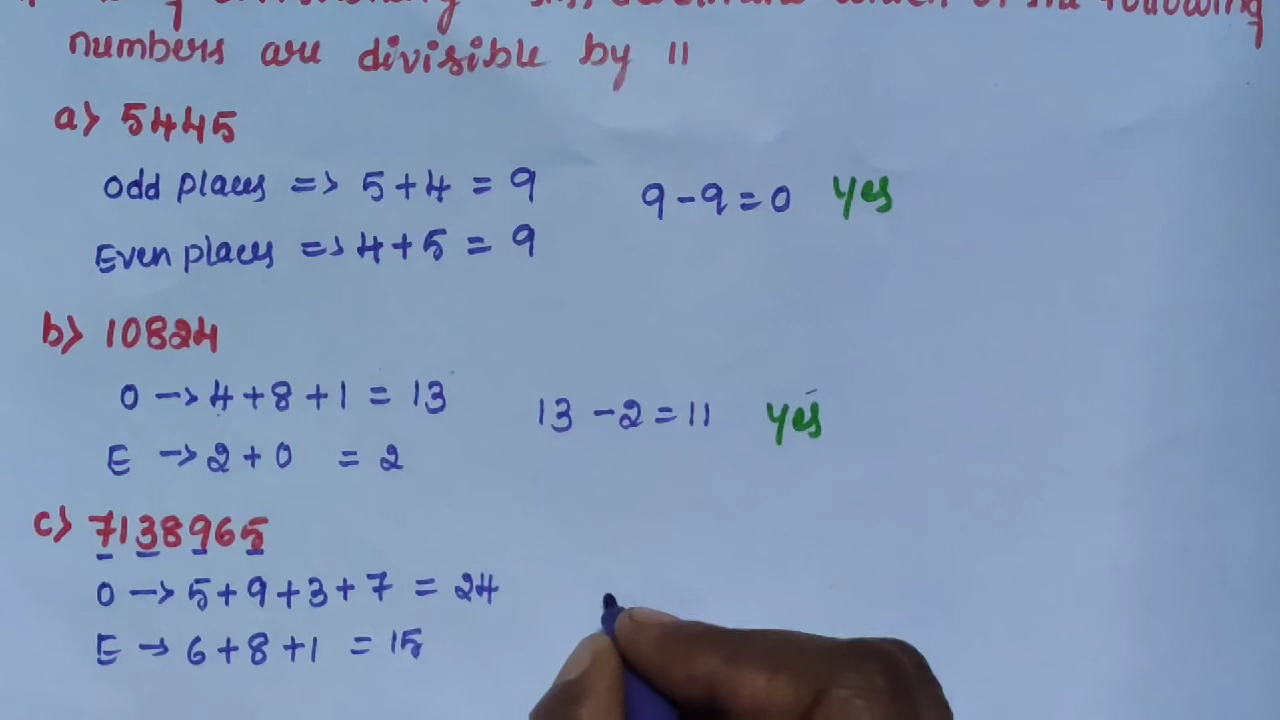 following
numbers are divisible by 11
a) 5445
Odd places => 5+4 = 9 9-9=0 yes
Even places => 4+5 = 9
b) 10824
O -> 4+8+1 = 13 13-2=11 yes
E -> 2+0 = 2
c) 7138965
O -> 5+9+3+7 = 24
E -> 6+8+1 = 15